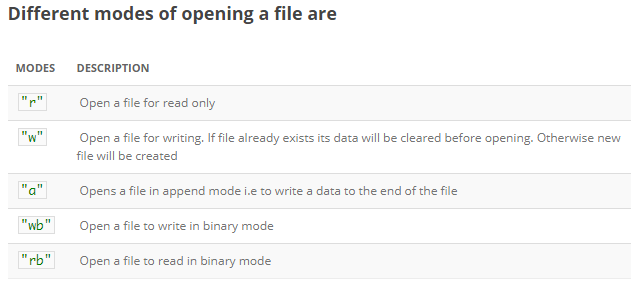 Different modes of opening a file are
MODES DESCRIPTION
"r" Open a file for read only
"w" Open a file for writing. If file already exists its data will be cleared before opening. Otherwise new
file will be created
"a" Opens a file in append mode i.e to write a data to the end of the file
"wb" Open a file to write in binary mode
"rb" Open a file to read in binary mode